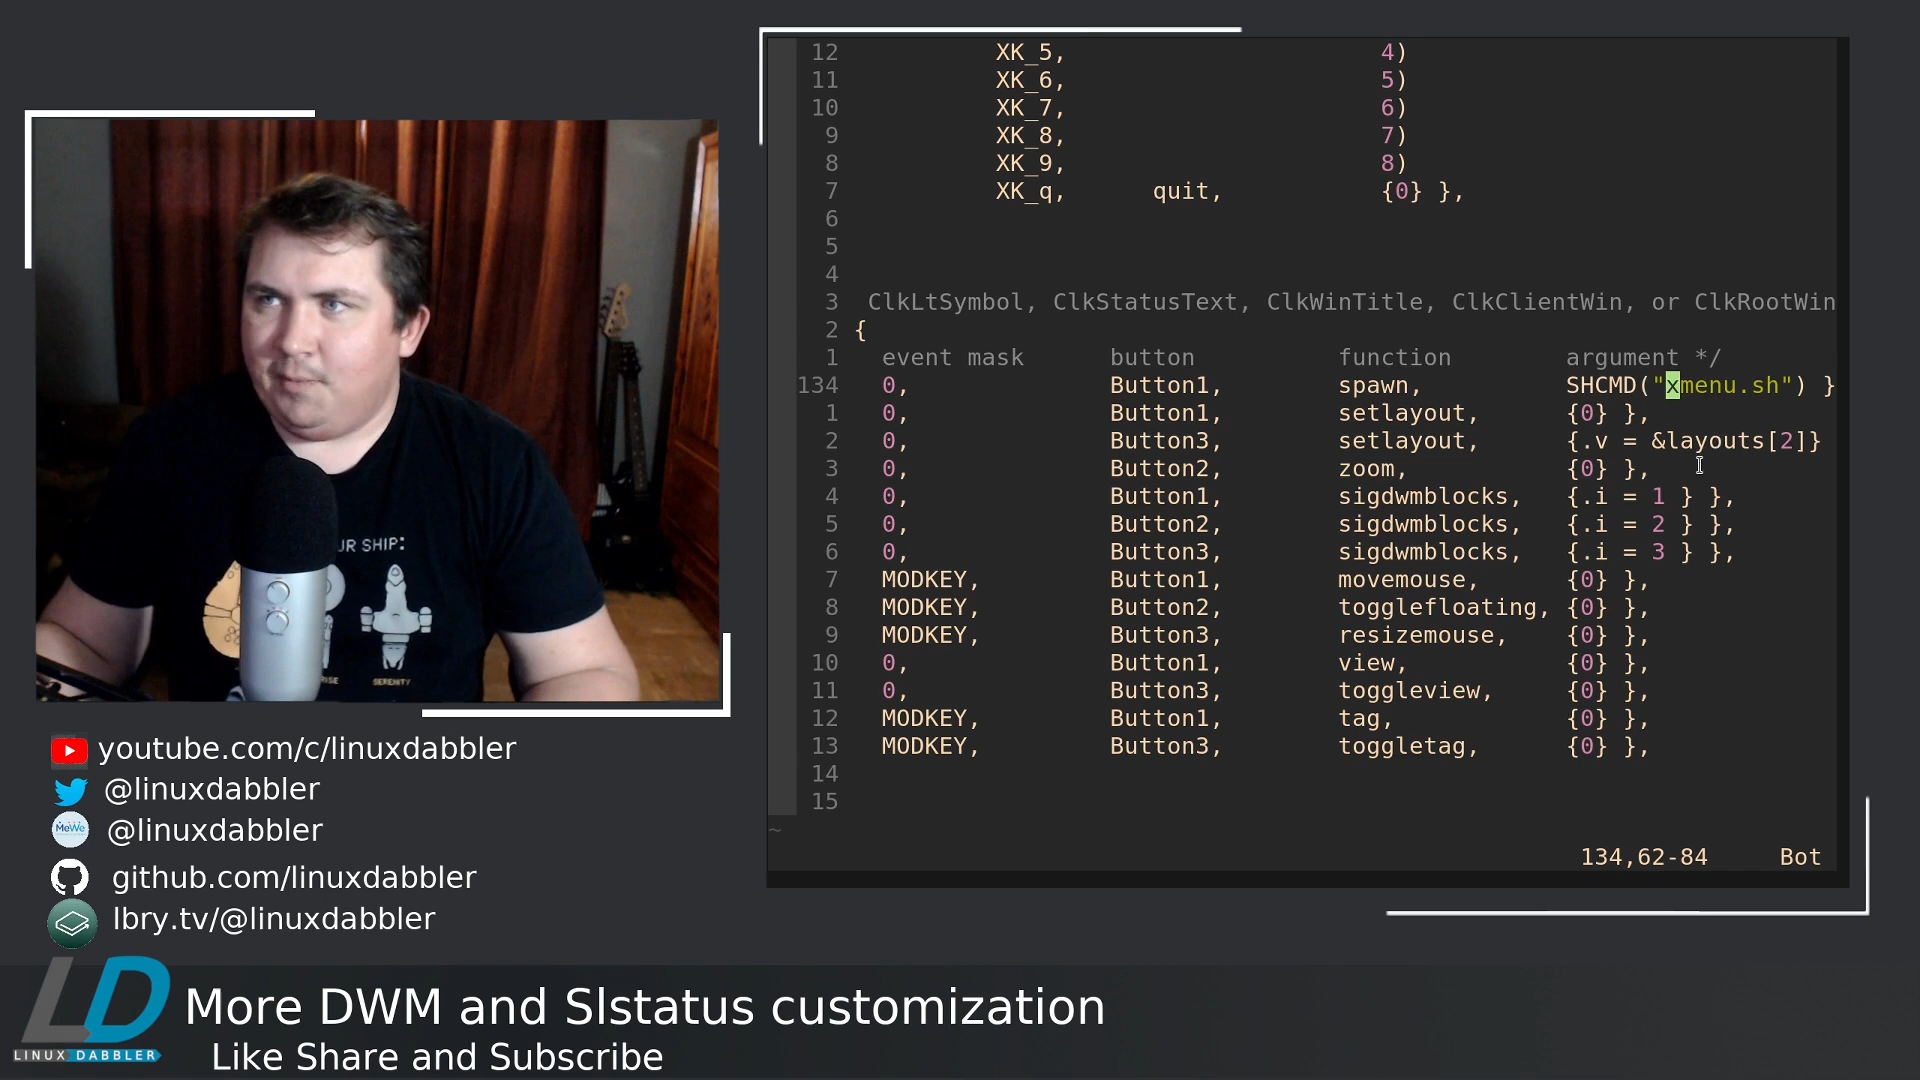 12 XK_5, 4)
11 XK_6, 5)
10 XK_7, 6)
9 XK_8, 7)
8 XK_9, 8)
7 XK_q, quit, {0} },
6
5
4
3 ClkLtSymbol, ClkStatusText, ClkWinTitle, ClkClientWin, or ClkRootWin
2 {
1 event mask button function argument */
134 0, Button1, spawn, SHCMD("xmenu.sh") }
1 0, Button1, setlayout, {0} },
2 0, Button3, setlayout, {.v = &layouts[2]}
3 0, Button2, zoom, {0} },
4 0, Button1, sigdwmblocks, {.i = 1 } },
5 0, Button2, sigdwmblocks, {.i = 2 } },
6 0, Button3, sigdwmblocks, {.i = 3 } },
7 MODKEY, Button1, movemouse, {0} },
8 MODKEY, Button2, togglefloating, {0} },
9 MODKEY, Button3, resizemouse, {0} },
10 0, Button1, view, {0} },
11 0, Button3, toggleview, {0} },
12 MODKEY, Button1, tag, {0} },
13 MODKEY, Button3, toggletag, {0} },
14
15
~
134,62-84 Bot
UR SHIP:
SERENITY
youtube.com/c/linuxdabbler
@linuxdabbler
MeWe @linuxdabbler
github.com/linuxdabbler
lbry.tv/@linuxdabbler
LD
LINUX DABBLER
More DWM and Slstatus customization
Like Share and Subscribe